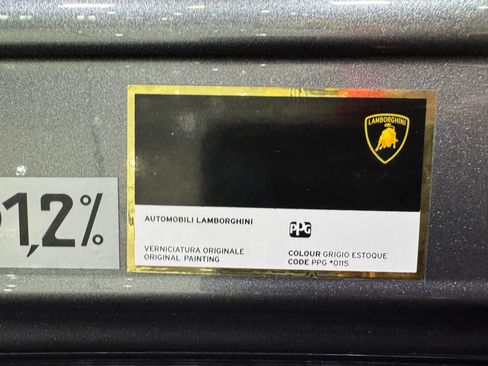 LAMBORGHINI
1,2%
AUTOMOBILI LAMBORGHINI
PPG
VERNICIATURA ORIGINALE
ORIGINAL PAINTING
COLOUR GRIGIO ESTOQUE
CODE PPG *0115